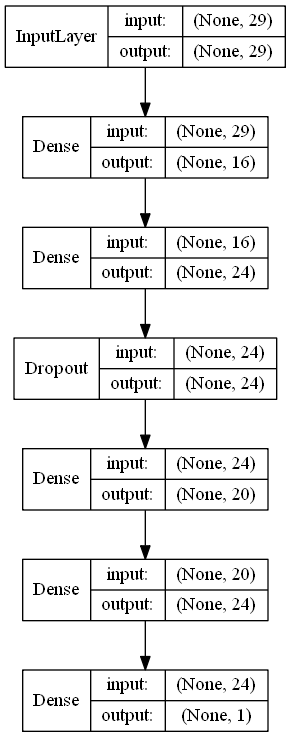 InputLayer
input: (None, 29)
output: (None, 29)
Dense
input: (None, 29)
output: (None, 16)
Dense
input: (None, 16)
output: (None, 24)
Dropout
input: (None, 24)
output: (None, 24)
Dense
input: (None, 24)
output: (None, 20)
Dense
input: (None, 20)
output: (None, 24)
Dense
input: (None, 24)
output: (None, 1)